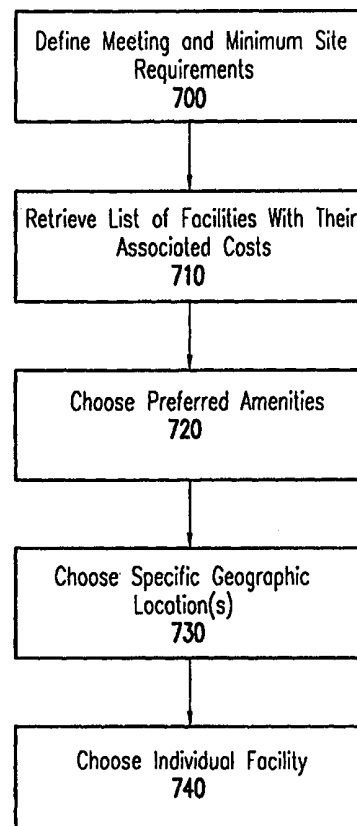 Define Meeting and Minimum Site
Requirements
700
Retrieve List of Facilities With Their
Associated Costs
710
Choose Preferred Amenities
720
Choose Specific Geographic
Location(s)
730
Choose Individual Facility
740